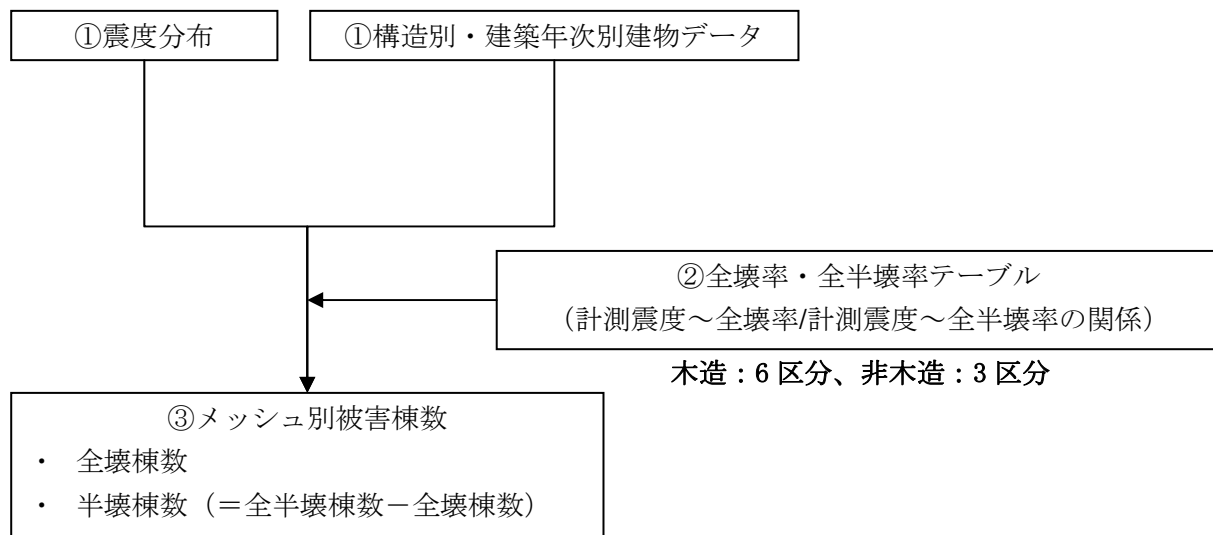 ①震度分布
①構造別・建築年次別建物データ
②全壊率・全半壊率テーブル
（計測震度～全壊率/計測震度～全半壊率の関係）
木造：6 区分、非木造：3 区分
③メッシュ別被害棟数
・ 全壊棟数
・ 半壊棟数（＝全半壊棟数－全壊棟数）